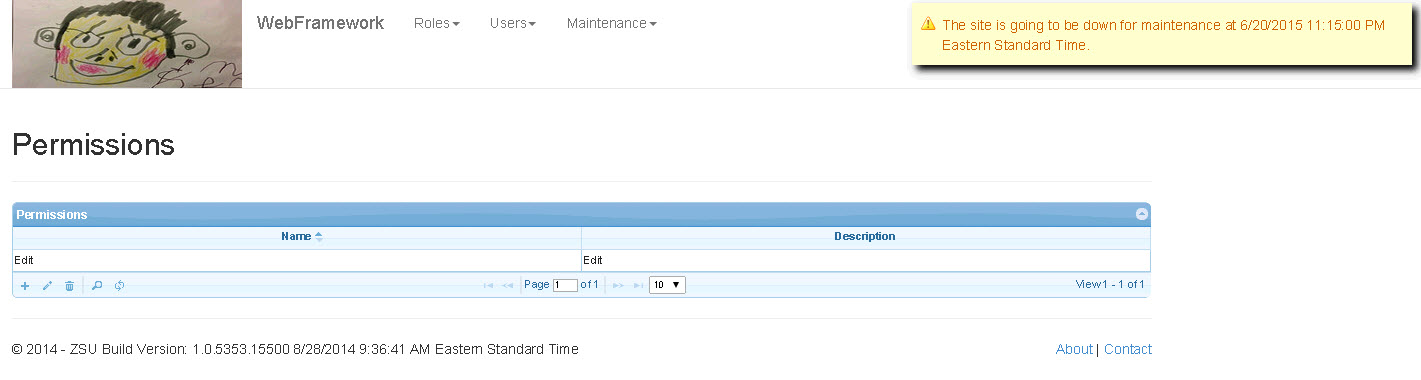 WebFramework Roles Users Maintenance
The site is going to be down for maintenance at 6/20/2015 11:15:00 PM
Eastern Standard Time.
Permissions
Permissions
Name Description
Edit Edit
Page 1 of 1 10 View 1 - 1 of 1
© 2014 - ZSU Build Version: 1.0.5353.15500 8/28/2014 9:36:41 AM Eastern Standard Time About | Contact